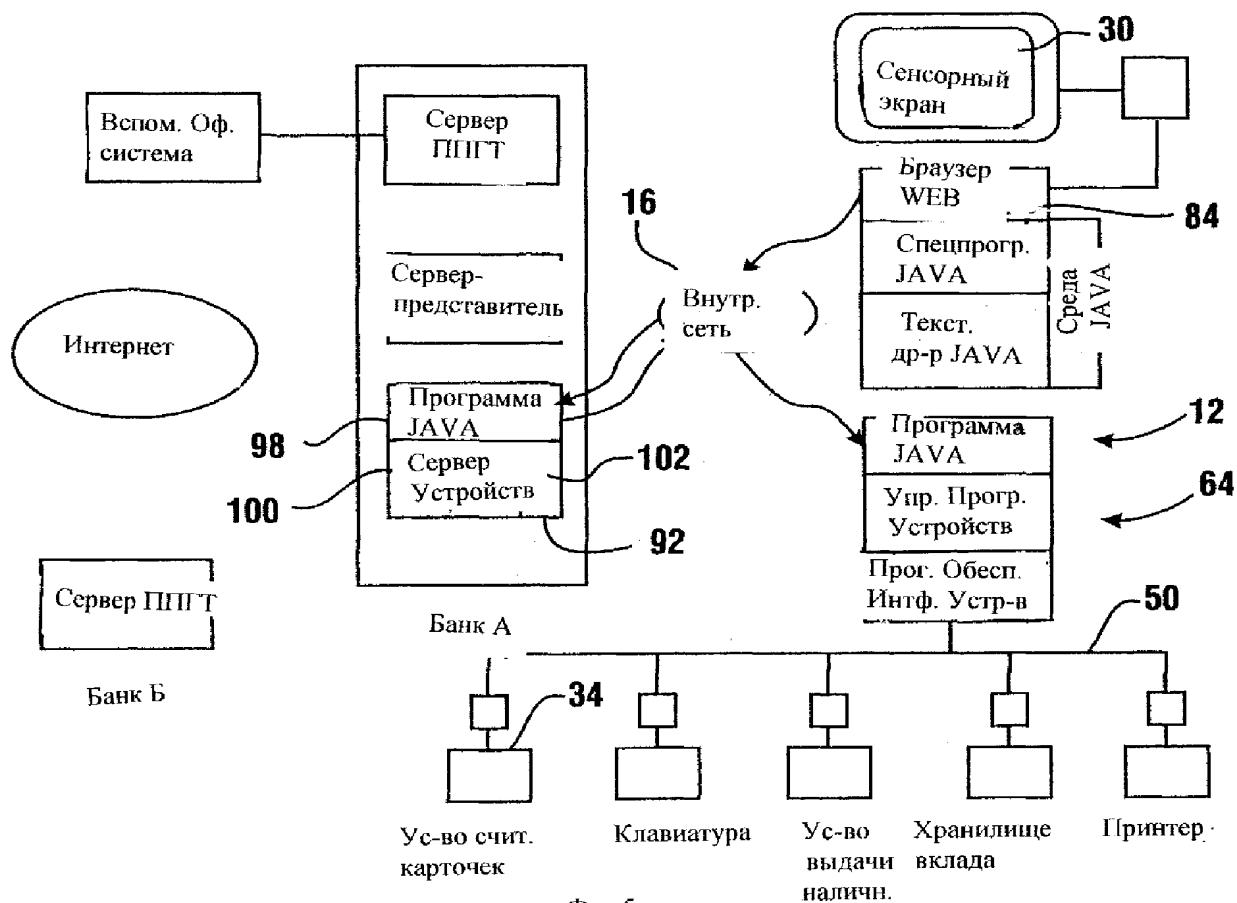 30
Сенсорный
экран
Вспом. Оф.
система
Сервер
ППГТ
Браузер
WEB
84
16
Спецпрогр.
JAVA
Сервер-
представитель
Внутр.
сеть
Среда
JAVA
Текст.
др-р JAVA
Интернет
Программа
JAVA
98
12
Программа
JAVA
Сервер
Устройств
102
100
64
Упр. Прогр.
Устройств
92
Прог. Обесп.
Интф. Устр-в
Сервер ППГТ
50
Банк А
Банк Б
34
Ус-во счит.
карточек
Клавиатура
Ус-во
выдачи
наличн.
Хранилище
вклада
Принтер